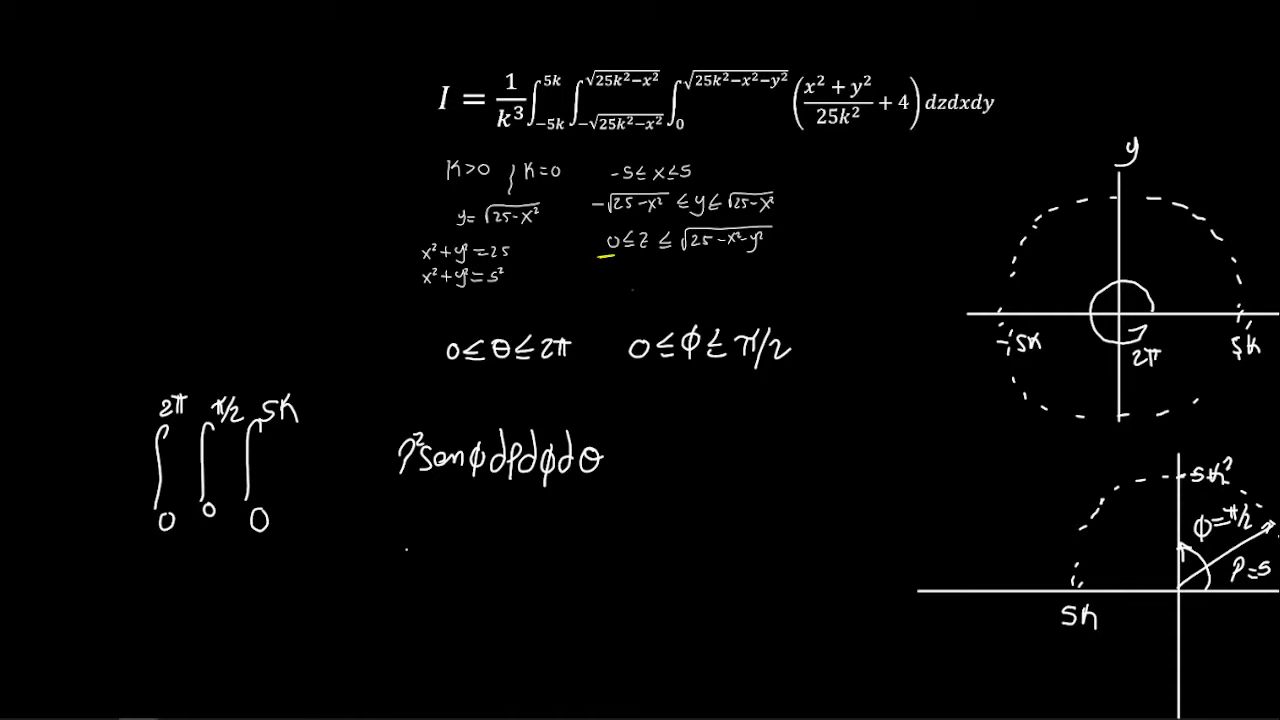 I = \frac{1}{k^3} \int_{-5k}^{5k} \int_{-\sqrt{25k^2-x^2}}^{\sqrt{25k^2-x^2}} \int_{0}^{\sqrt{25k^2-x^2-y^2}} \left( \frac{x^2+y^2}{25k^2} + 4 \right) dzdxdy
K>0 } K=0
-5≤x≤5
y=√(25-x²)
-√(25-x²) ≤y≤ √(25-x²)
x²+y²=25
0≤z≤ √(25-x²-y²)
x²+y²=5²
0≤θ≤2π 0≤ϕ≤π/2
\int_{0}^{2π} \int_{0}^{π/2} \int_{0}^{5k} ρ²senϕdρdϕdθ
y
-5k 5k
2π
ϕ=π/2
ρ=5
5k